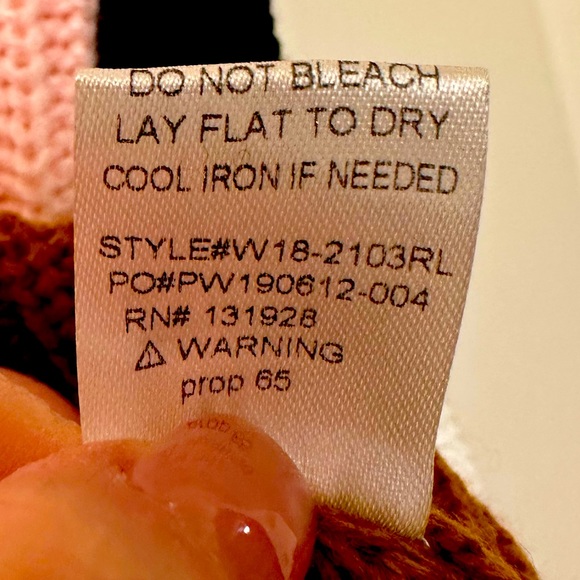 DO NOT BLEACH
LAY FLAT TO DRY
COOL IRON IF NEEDED
STYLE#W18-2103RL
PO#PW190612-004
RN# 131928
⚠ WARNING
prop 65